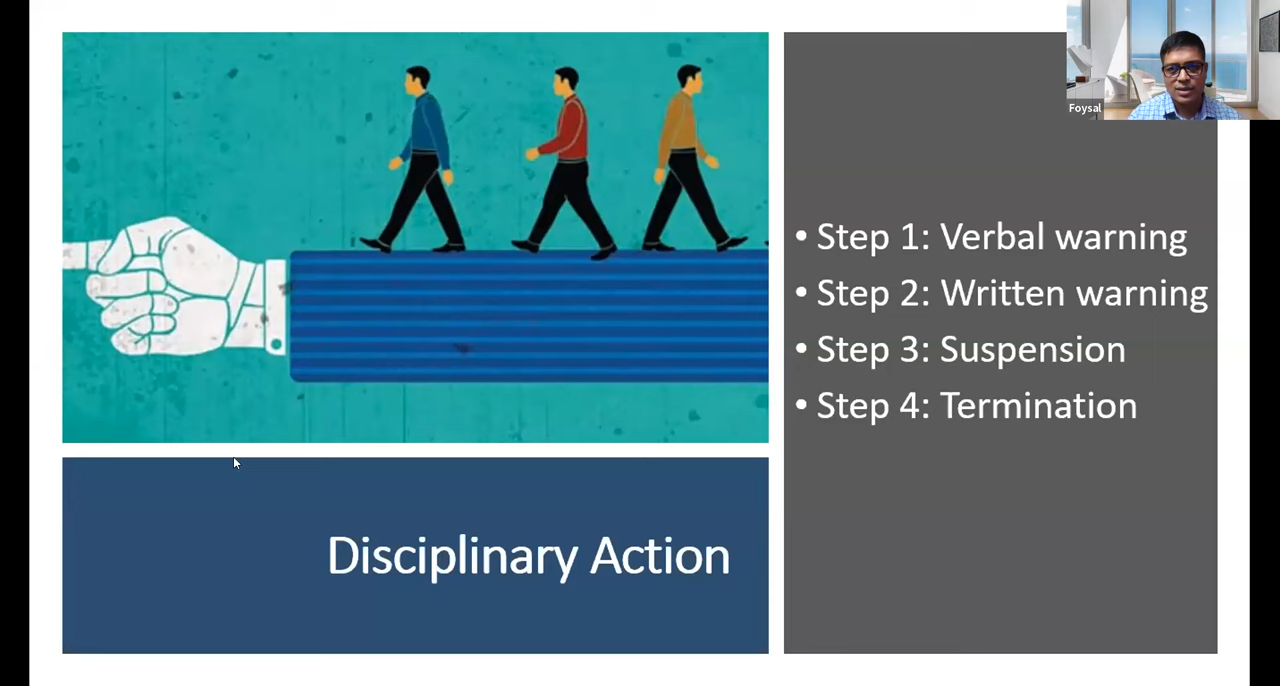 Foysal
• Step 1: Verbal warning
• Step 2: Written warning
• Step 3: Suspension
• Step 4: Termination
Disciplinary Action